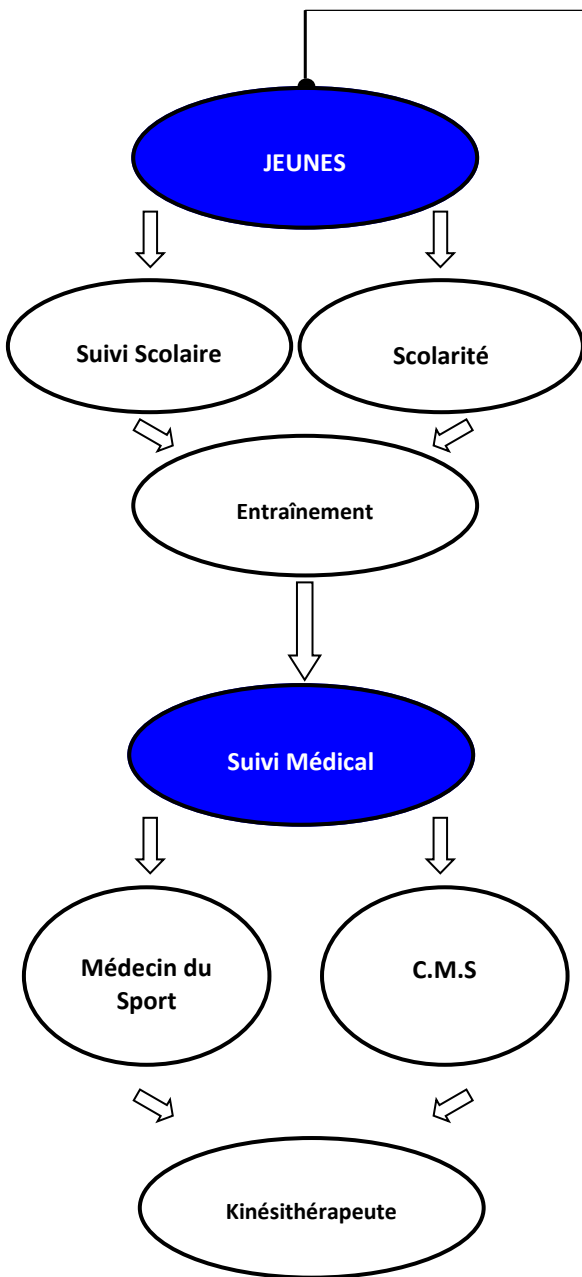 JEUNES
Suivi Scolaire
Scolarité
Entraînement
Suivi Médical
Médecin du
Sport
C.M.S
Kinésithérapeute